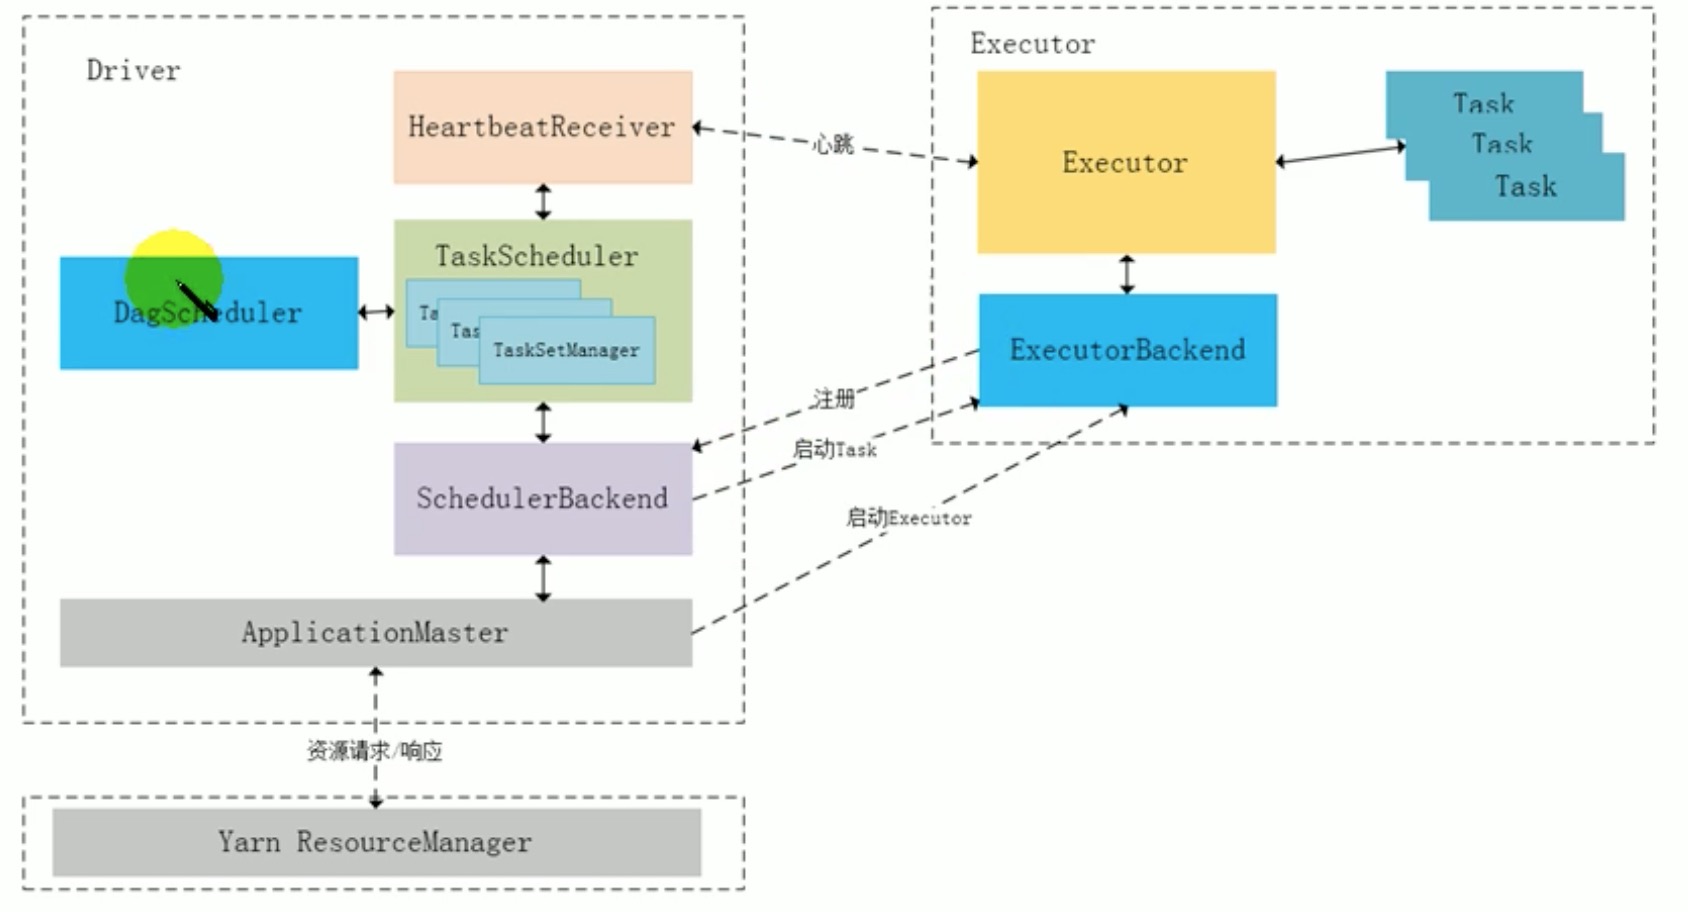 Driver
HeartbeatReceiver
TaskScheduler
Ta
Tas
TaskSetManager
DagScheduler
SchedulerBackend
ApplicationMaster
资源请求/响应
Yarn ResourceManager
心跳
注册
启动Task
启动Executor
Executor
Executor
Task
Task
Task
ExecutorBackend